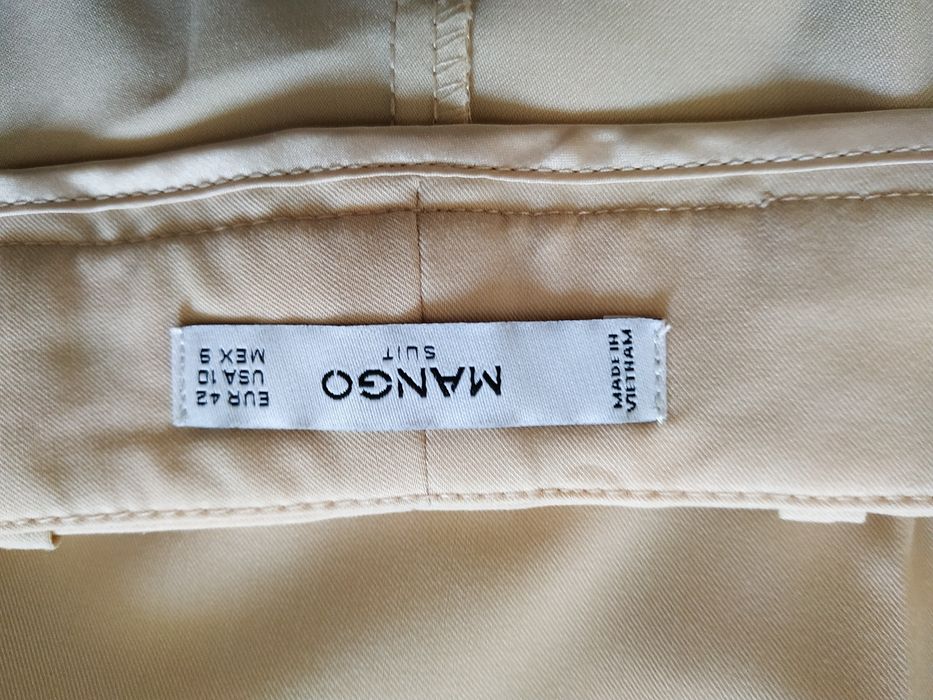 MANGO
SUIT
EUR 42
USA 10
MEX 9
MADE IN
VIETNAM